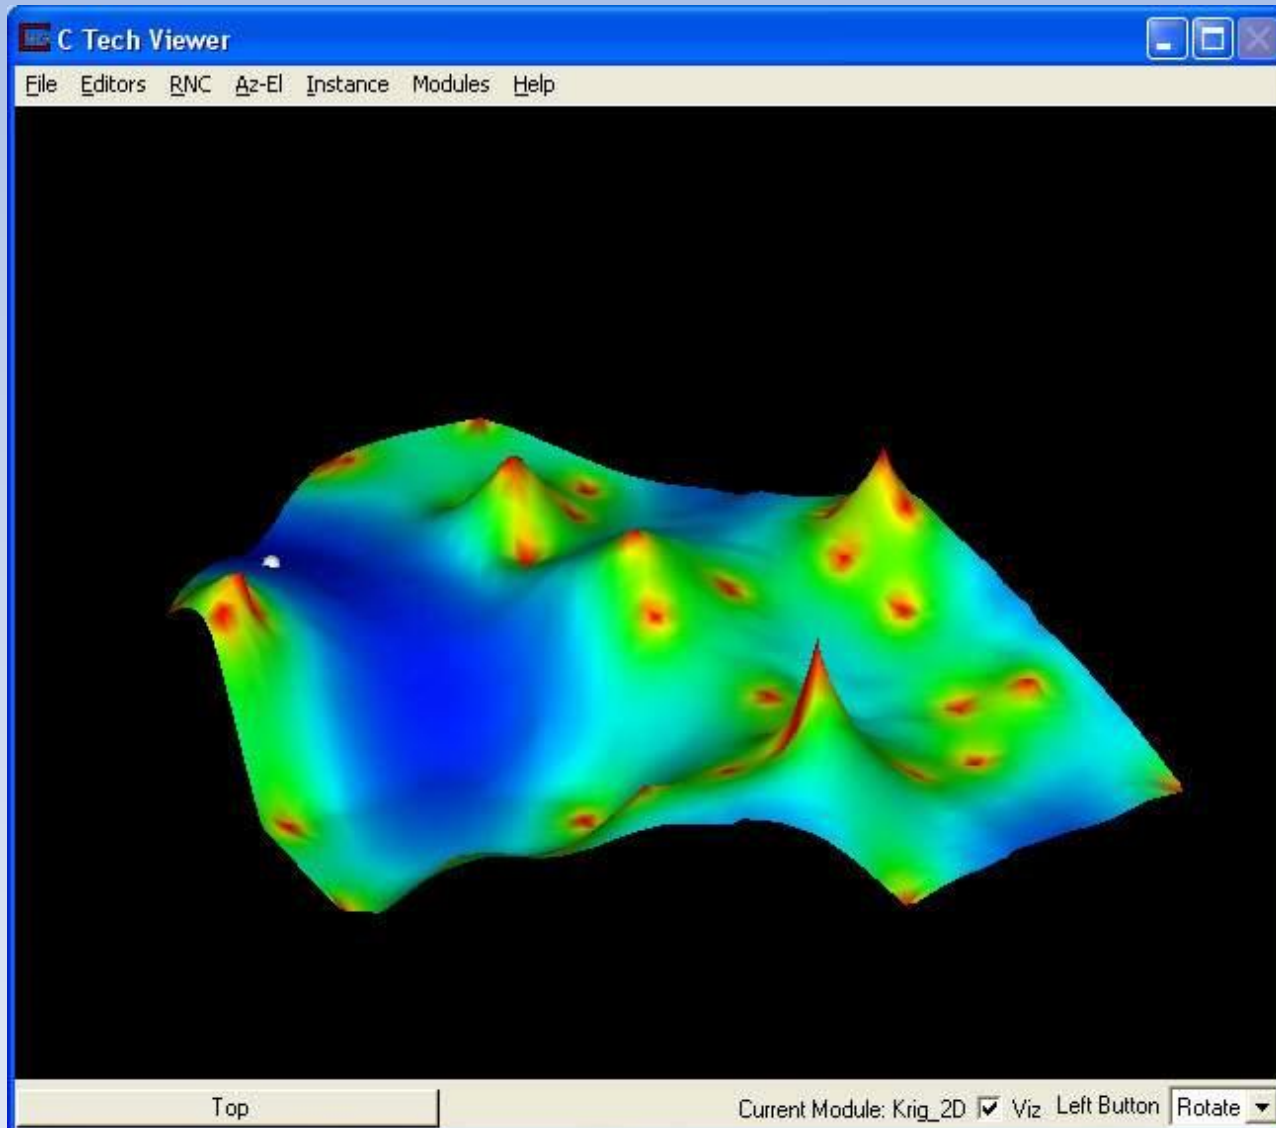 C Tech Viewer
File Editors RNC Az-El Instance Modules Help
Top Current Module: Krig_2D Viz Left Button Rotate